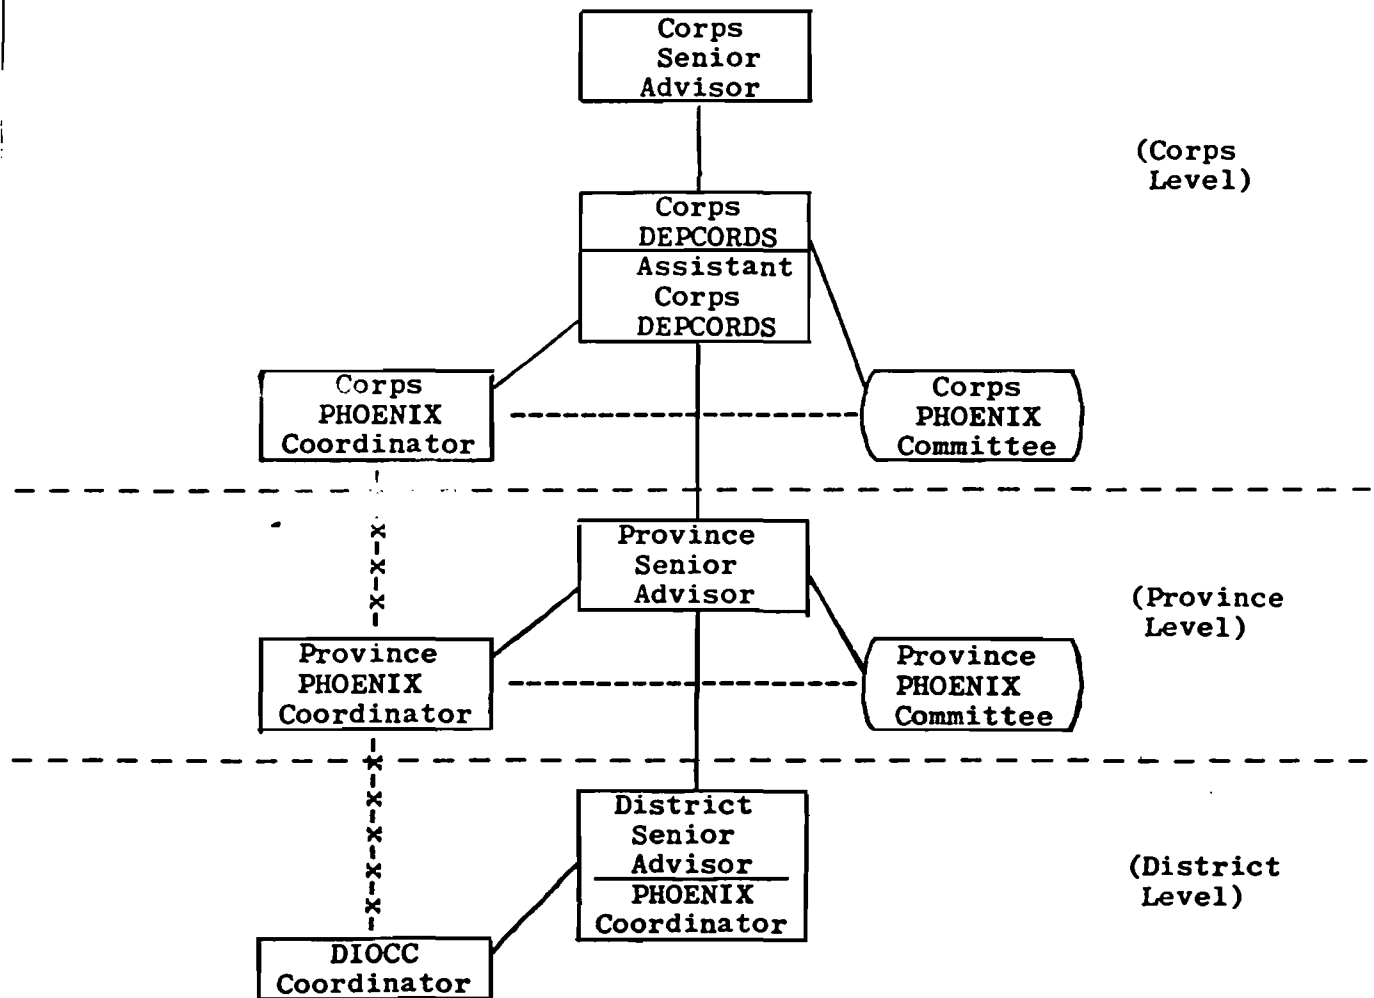 Corps
Senior
Advisor
(Corps
Level)
Corps
DEPCORDS
Assistant
Corps
DEPCORDS
Corps
PHOENIX
Coordinator
Corps
PHOENIX
Committee
Province
Senior
Advisor
(Province
Level)
Province
PHOENIX
Coordinator
Province
PHOENIX
Committee
District
Senior
Advisor
PHOENIX
Coordinator
(District
Level)
DIOCC
Coordinator